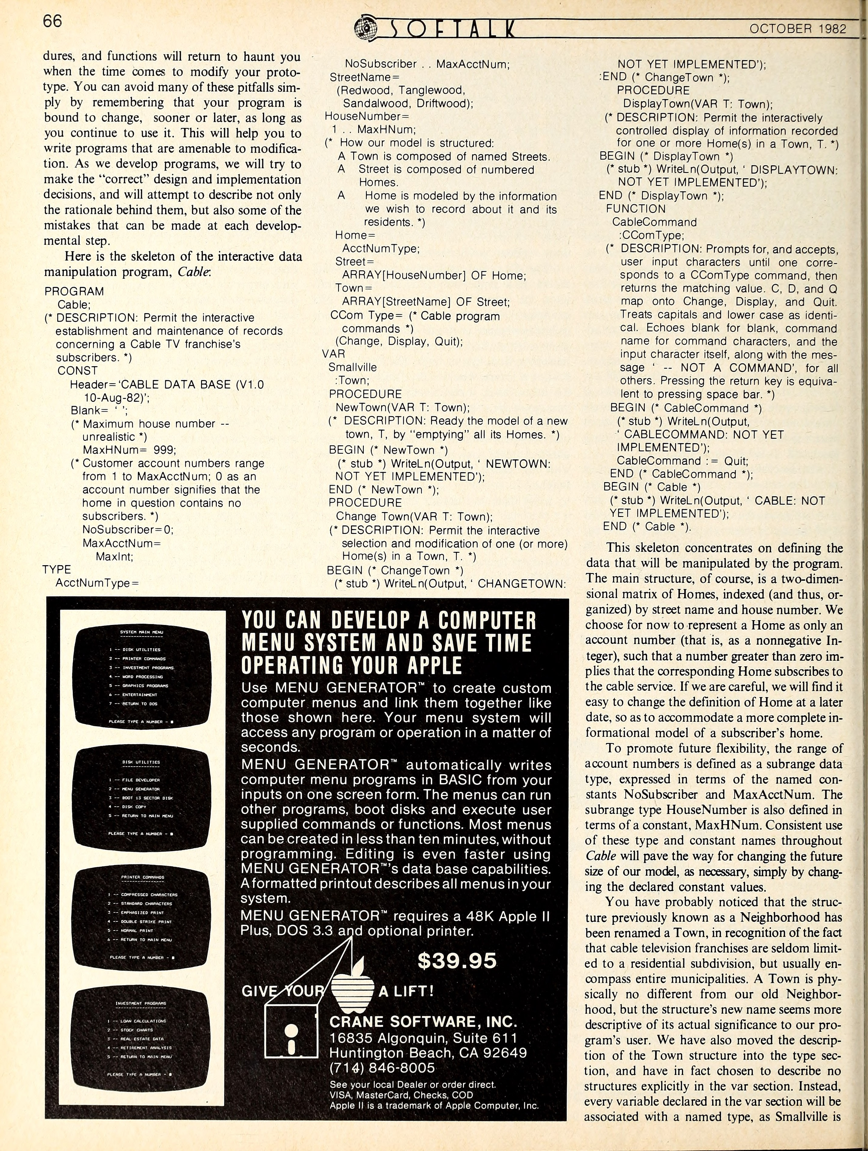 66
SOFTALK
OCTOBER 1982
dures, and functions will return to haunt you
when the time comes to modify your proto-
type. You can avoid many of these pitfalls sim-
ply by remembering that your program is
bound to change, sooner or later, as long as
you continue to use it. This will help you to
write programs that are amenable to modifica-
tion. As we develop programs, we will try to
make the “correct” design and implementation
decisions, and will attempt to describe not only
the rationale behind them, but also some of the
mistakes that can be made at each develop-
mental step.
Here is the skeleton of the interactive data
manipulation program, Cable:
PROGRAM
Cable;
(* DESCRIPTION: Permit the interactive
establishment and maintenance of records
concerning a Cable TV franchise's
subscribers. *)
CONST
Header='CABLE DATA BASE (V1.0
10-Aug-82)';
Blank= ' ';
(* Maximum house number --
unrealistic *)
MaxHNum= 999;
(* Customer account numbers range
from 1 to MaxAcctNum; 0 as an
account number signifies that the
home in question contains no
subscribers. *)
NoSubscriber=0;
MaxAcctNum=
MaxInt;
TYPE
AcctNumType=
NoSubscriber . . MaxAcctNum;
StreetName=
(Redwood, Tanglewood,
Sandalwood, Driftwood);
HouseNumber=
1 . . MaxHNum;
(* How our model is structured:
A Town is composed of named Streets.
A Street is composed of numbered
Homes.
A Home is modeled by the information
we wish to record about it and its
residents. *)
Home=
AcctNumType;
Street=
ARRAY[HouseNumber] OF Home;
Town=
ARRAY[StreetName] OF Street;
CCom Type= (* Cable program
commands *)
(Change, Display, Quit);
VAR
Smallville
:Town;
PROCEDURE
NewTown(VAR T: Town);
(* DESCRIPTION: Ready the model of a new
town, T, by “emptying” all its Homes. *)
BEGIN (* NewTown *)
(* stub *) WriteLn(Output, ' NEWTOWN:
NOT YET IMPLEMENTED');
END (* NewTown *);
PROCEDURE
Change Town(VAR T: Town);
(* DESCRIPTION: Permit the interactive
selection and modification of one (or more)
Home(s) in a Town, T. *)
BEGIN (* ChangeTown *)
(* stub *) WriteLn(Output, ' CHANGETOWN:
NOT YET IMPLEMENTED');
:END (* ChangeTown *);
PROCEDURE
DisplayTown(VAR T: Town);
(* DESCRIPTION: Permit the interactively
controlled display of information recorded
for one or more Home(s) in a Town, T. *)
BEGIN (* DisplayTown *)
(* stub *) WriteLn(Output, ' DISPLAYTOWN:
NOT YET IMPLEMENTED');
END (* DisplayTown *);
FUNCTION
CableCommand
:CComType;
(* DESCRIPTION: Prompts for, and accepts,
user input characters until one corre-
sponds to a CComType command, then
returns the matching value. C, D, and Q
map onto Change, Display, and Quit.
Treats capitals and lower case as identi-
cal. Echoes blank for blank, command
name for command characters, and the
input character itself, along with the mes-
sage ' -- NOT A COMMAND', for all
others. Pressing the return key is equiva-
lent to pressing space bar. *)
BEGIN (* CableCommand *)
(* stub *) WriteLn(Output,
' CABLECOMMAND: NOT YET
IMPLEMENTED');
CableCommand : = Quit;
END (* CableCommand *);
BEGIN (* Cable *)
(* stub *) WriteLn(Output, ' CABLE: NOT
YET IMPLEMENTED');
END (* Cable *).
This skeleton concentrates on defining the
data that will be manipulated by the program.
The main structure, of course, is a two-dimen-
sional matrix of Homes, indexed (and thus, or-
ganized) by street name and house number. We
choose for now to represent a Home as only an
account number (that is, as a nonnegative In-
teger), such that a number greater than zero im-
plies that the corresponding Home subscribes to
the cable service. If we are careful, we will find it
easy to change the definition of Home at a later
date, so as to accommodate a more complete in-
formational model of a subscriber's home.
To promote future flexibility, the range of
account numbers is defined as a subrange data
type, expressed in terms of the named con-
stants NoSubscriber and MaxAcctNum. The
subrange type HouseNumber is also defined in
terms of a constant, MaxHNum. Consistent use
of these type and constant names throughout
Cable will pave the way for changing the future
size of our model, as necessary, simply by chang-
ing the declared constant values.
You have probably noticed that the struc-
ture previously known as a Neighborhood has
been renamed a Town, in recognition of the fact
that cable television franchises are seldom limit-
ed to a residential subdivision, but usually en-
compass entire municipalities. A Town is phy-
sically no different from our old Neighbor-
hood, but the structure's new name seems more
descriptive of its actual significance to our pro-
gram's user. We have also moved the descrip-
tion of the Town structure into the type sec-
tion, and have in fact chosen to describe no
structures explicitly in the var section. Instead,
every variable declared in the var section will be
associated with a named type, as Smallville is
SYSTEM MAIN MENU
1 -- DISK UTILITIES
2 -- PRINTER COMMANDS
3 -- INVESTMENT PROGRAMS
4 -- WORD PROCESSING
5 -- GRAPHICS PROGRAMS
6 -- ENTERTAINMENT
7 -- RETURN TO DOS
PLEASE TYPE A NUMBER -
DISK UTILITIES
1 -- FILE DEVELOPER
2 -- MENU GENERATOR
3 -- BOOT 13 SECTOR DISK
4 -- DISK COPY
5 -- RETURN TO MAIN MENU
PLEASE TYPE A NUMBER -
PRINTER COMMANDS
1 -- COMPRESSED CHARACTERS
2 -- STANDARD CHARACTERS
3 -- EMPHASIZED PRINT
4 -- DOUBLE STRIKE PRINT
5 -- NORMAL PRINT
6 -- RETURN TO MAIN MENU
PLEASE TYPE A NUMBER -
INVESTMENT PROGRAMS
1 -- LOAN CALCULATIONS
2 -- STOCK CHARTS
3 -- REAL ESTATE DATA
4 -- RETIREMENT ANALYSIS
5 -- RETURN TO MAIN MENU
PLEASE TYPE A NUMBER -
YOU CAN DEVELOP A COMPUTER
MENU SYSTEM AND SAVE TIME
OPERATING YOUR APPLE
Use MENU GENERATOR™ to create custom
computer menus and link them together like
those shown here. Your menu system will
access any program or operation in a matter of
seconds.
MENU GENERATOR™ automatically writes
computer menu programs in BASIC from your
inputs on one screen form. The menus can run
other programs, boot disks and execute user
supplied commands or functions. Most menus
can be created in less than ten minutes, without
programming. Editing is even faster using
MENU GENERATOR™'s data base capabilities.
A formatted printout describes all menus in your
system.
MENU GENERATOR™ requires a 48K Apple II
Plus, DOS 3.3 and optional printer.
$39.95
GIVE YOUR A LIFT!
CRANE SOFTWARE, INC.
16835 Algonquin, Suite 611
Huntington Beach, CA 92649
(714) 846-8005
See your local Dealer or order direct.
VISA, MasterCard, Checks, COD
Apple II is a trademark of Apple Computer, Inc.